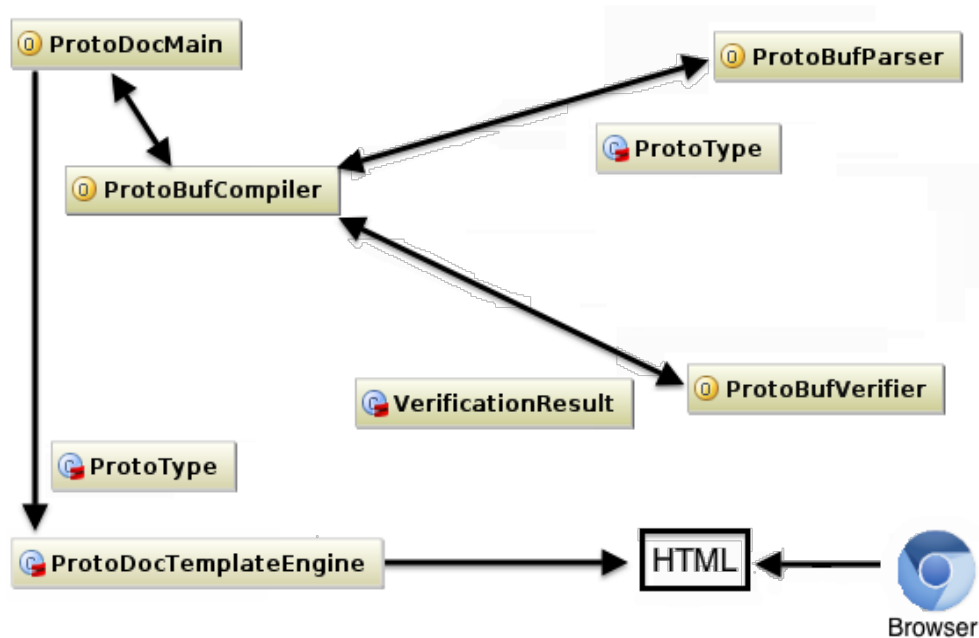 ProtoDocMain
ProtoBufParser
ProtoType
ProtoBufCompiler
ProtoBufVerifier
VerificationResult
ProtoType
ProtoDocTemplateEngine
HTML
Browser